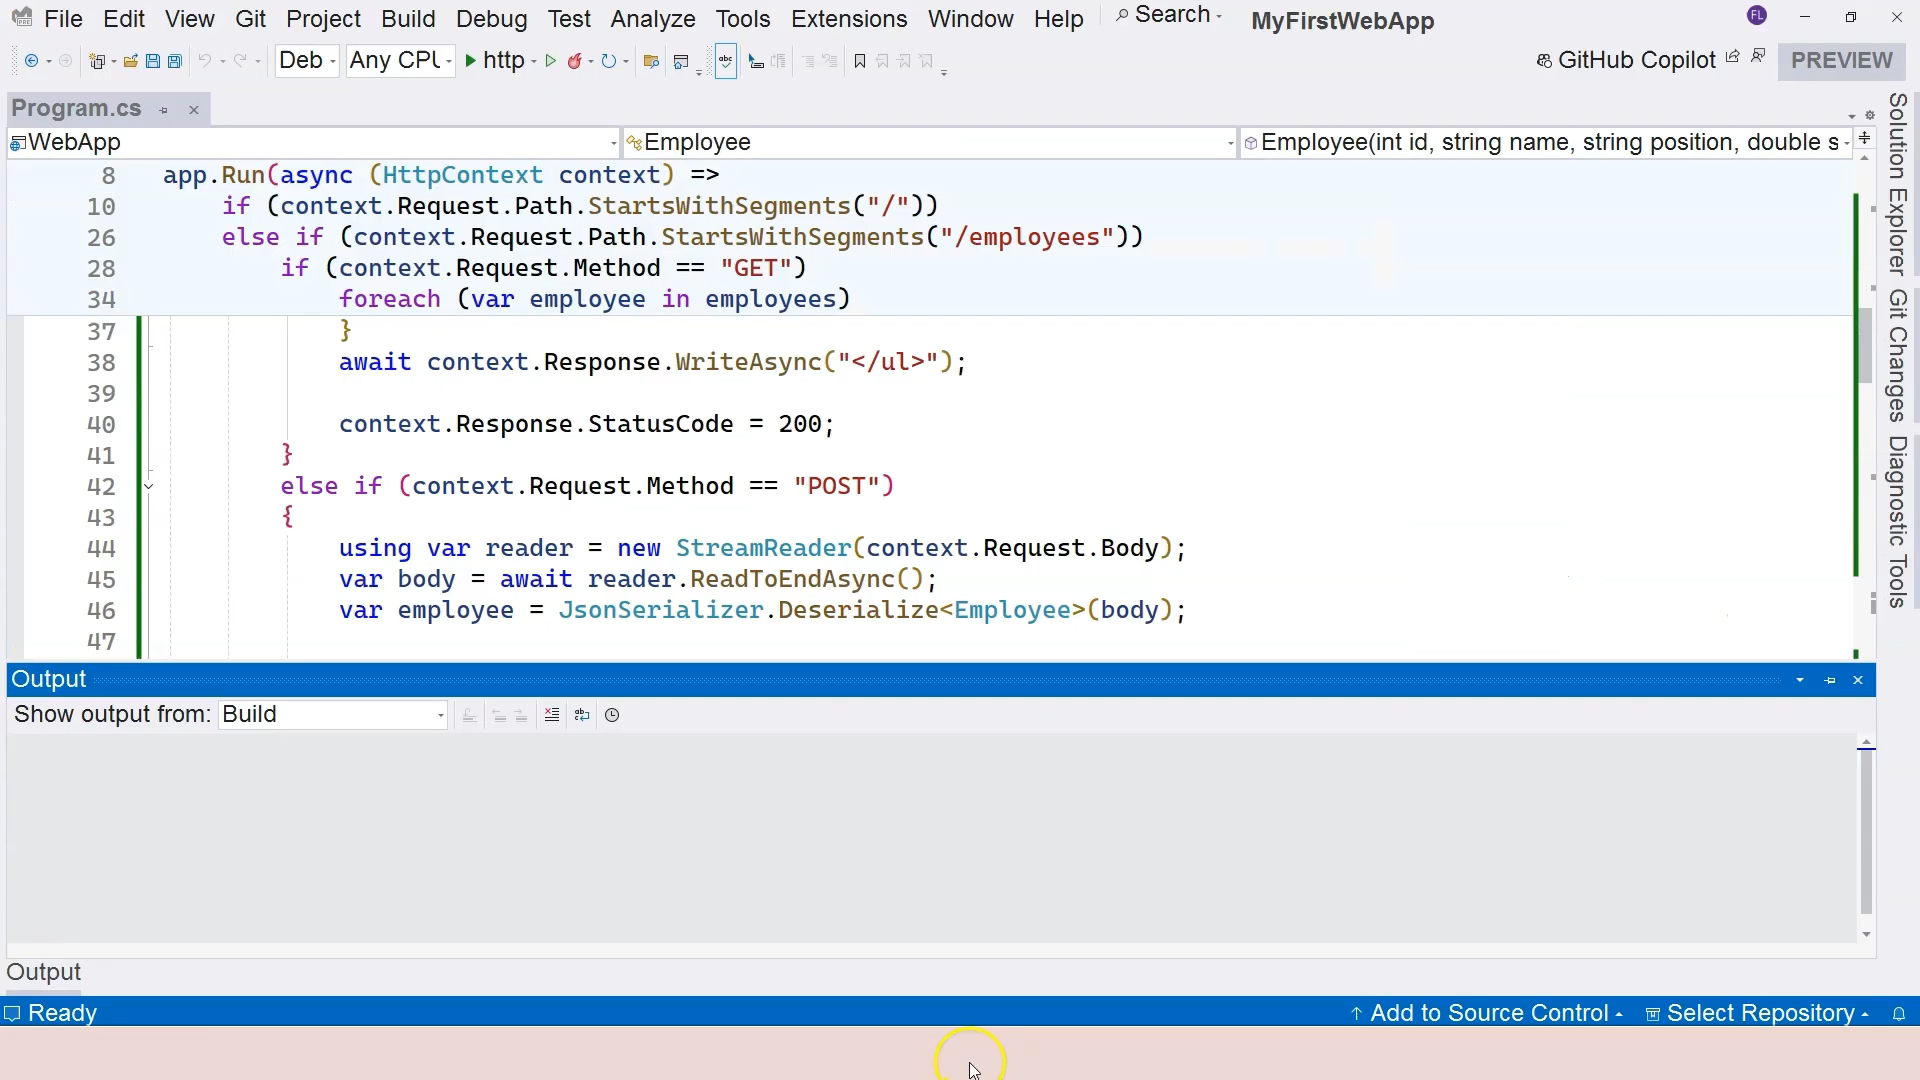 File Edit View Git Project Build Debug Test Analyze Tools Extensions Window Help Search MyFirstWebApp FL
Deb Any CPU http GitHub Copilot PREVIEW
Program.cs
WebApp Employee Employee(int id, string name, string position, double s
8 app.Run(async (HttpContext context) =>
10 if (context.Request.Path.StartsWithSegments("/"))
26 else if (context.Request.Path.StartsWithSegments("/employees"))
28 if (context.Request.Method == "GET")
34 foreach (var employee in employees)
37 }
38 await context.Response.WriteAsync("</ul>");
39
40 context.Response.StatusCode = 200;
41 }
42 else if (context.Request.Method == "POST")
43 {
44 using var reader = new StreamReader(context.Request.Body);
45 var body = await reader.ReadToEndAsync();
46 var employee = JsonSerializer.Deserialize<Employee>(body);
47
Solution Explorer
Git Changes
Diagnostic Tools
Output
Show output from: Build
Output
Ready Add to Source Control Select Repository